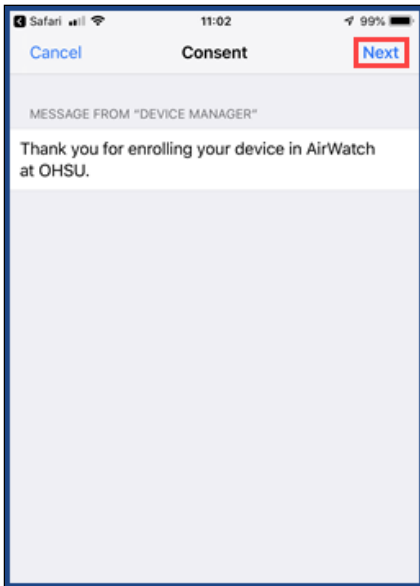 Safari 11:02 99%
Cancel Consent Next
MESSAGE FROM "DEVICE MANAGER"
Thank you for enrolling your device in AirWatch
at OHSU.